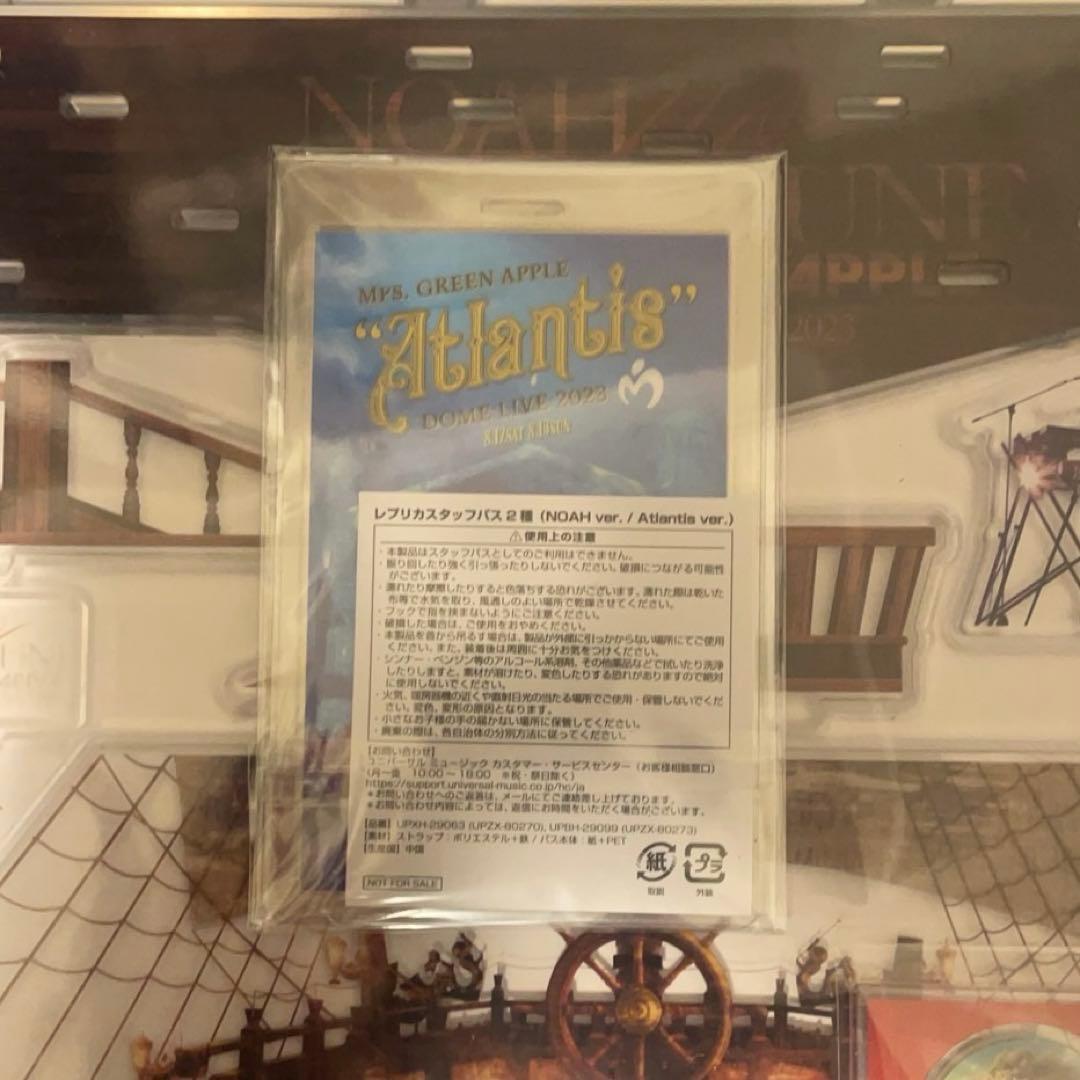 NOAH
UNE
APPLE
2023
Mrs. GREEN APPLE
“Atlantis”
DOME LIVE 2023
8.12SAT 8.13SUN
レプリカスタッフパス2種（NOAH ver. / Atlantis ver.）
⚠使用上の注意
・本製品はスタッフパスとしてのご利用はできません。
・振り回したり強く引っ張ったりしないでください。破損につながる可能性
がございます。
・濡れたり摩擦したりすると色落ちする恐れがございます。濡れた際は乾いた
布等で水気を取り、風通しのよい場所で乾燥させてください。
・フックで指を挟まないようにご注意ください。
・破損した場合は、ご使用をおやめください。
・本製品を首から吊るす場合は、製品が外部に引っかからない場所にてご使用
ください。また、装着後は周囲に十分お気をつけください。
・シンナー・ベンジン等のアルコール系溶剤、その他薬品などで拭いたり洗浄
したりしますと、素材が溶けたり、変色したりする恐れがありますので絶対
に使用しないでください。
・火気、暖房器機の近くや直射日光の当たる場所でご使用・保管しないでくだ
さい。変色、変形の原因となります。
・小さなお子様の手の届かない場所に保管してください。
・廃棄の際は、各自治体の分別方法に従ってください。
【お問い合わせ】
ユニバーサル ミュージック カスタマー・サービスセンター（お客様相談窓口）
（月〜金　10:00〜18:00　※祝・祭日除く）
https://support.universal-music.co.jp/hc/ja
＊お問い合わせへのご返答は、メールにてご連絡差し上げております。
＊お問い合わせ内容によっては、返信にお時間をいただく場合がございます。
【品番】UPXH-29063 (UPZX-80270), UPBH-29099 (UPZX-80273)
【素材】ストラップ：ポリエステル＋鉄 / パス本体：紙＋PET
【生産国】中国
NOT FOR SALE
紙
プラ
取説
外装